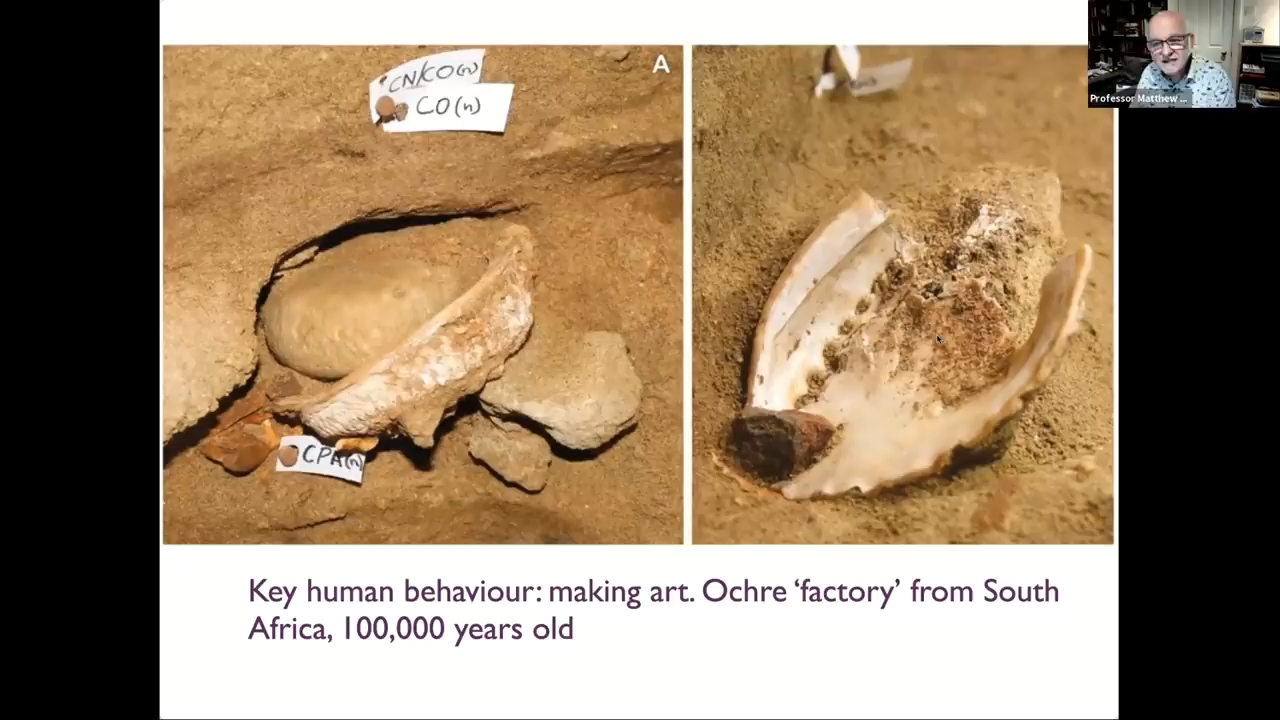 A
CN/CO(n)
CO(n)
CPA(n)
Professor Matthew ...
Key human behaviour: making art. Ochre ‘factory’ from South
Africa, 100,000 years old